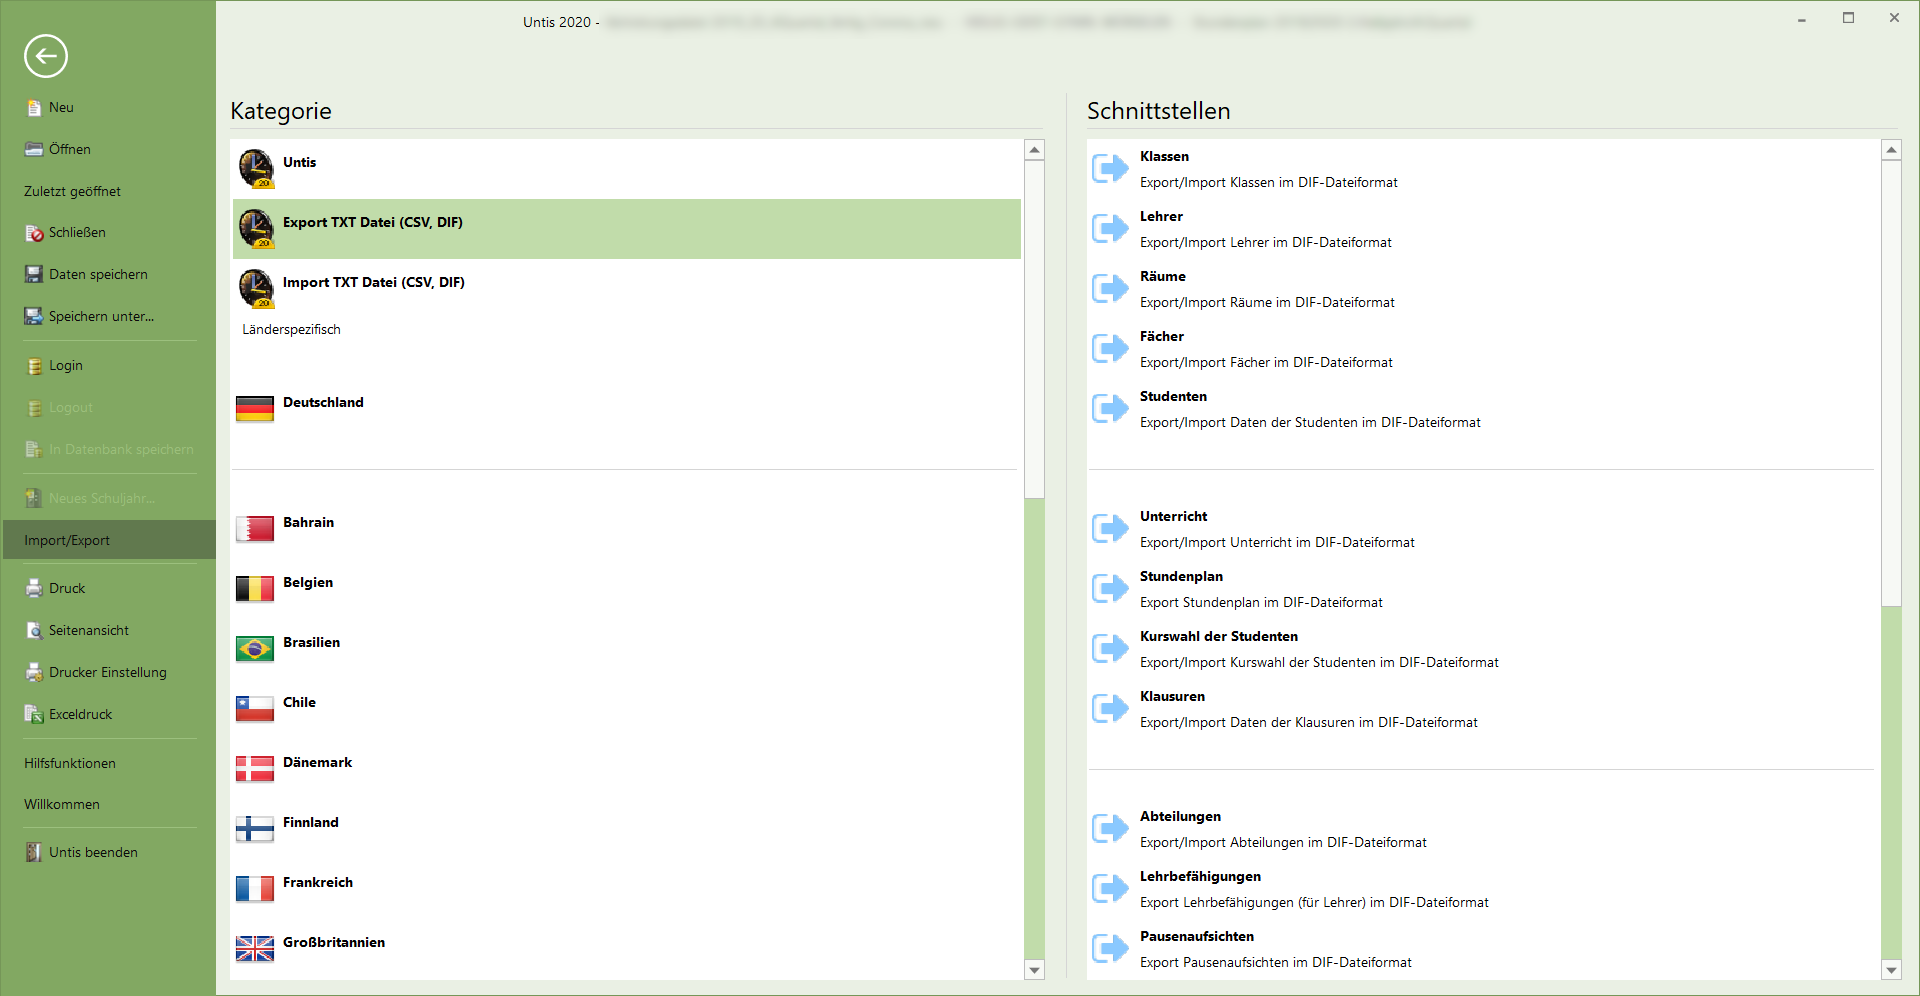 Untis 2020 -
Neu
Öffnen
Zuletzt geöffnet
Schließen
Daten speichern
Speichern unter...
Login
Logout
In Datenbank speichern
Neues Schuljahr...
Import/Export
Druck
Seitenansicht
Drucker Einstellung
Exceldruck
Hilfsfunktionen
Willkommen
Untis beenden
Kategorie
Untis
Export TXT Datei (CSV, DIF)
Import TXT Datei (CSV, DIF)
Länderspezifisch
Deutschland
Bahrain
Belgien
Brasilien
Chile
Dänemark
Finnland
Frankreich
Großbritannien
Schnittstellen
Klassen
Export/Import Klassen im DIF-Dateiformat
Lehrer
Export/Import Lehrer im DIF-Dateiformat
Räume
Export/Import Räume im DIF-Dateiformat
Fächer
Export/Import Fächer im DIF-Dateiformat
Studenten
Export/Import Daten der Studenten im DIF-Dateiformat
Unterricht
Export/Import Unterricht im DIF-Dateiformat
Stundenplan
Export Stundenplan im DIF-Dateiformat
Kurswahl der Studenten
Export/Import Kurswahl der Studenten im DIF-Dateiformat
Klausuren
Export/Import Daten der Klausuren im DIF-Dateiformat
Abteilungen
Export/Import Abteilungen im DIF-Dateiformat
Lehrbefähigungen
Export Lehrbefähigungen (für Lehrer) im DIF-Dateiformat
Pausenaufsichten
Export Pausenaufsichten im DIF-Dateiformat